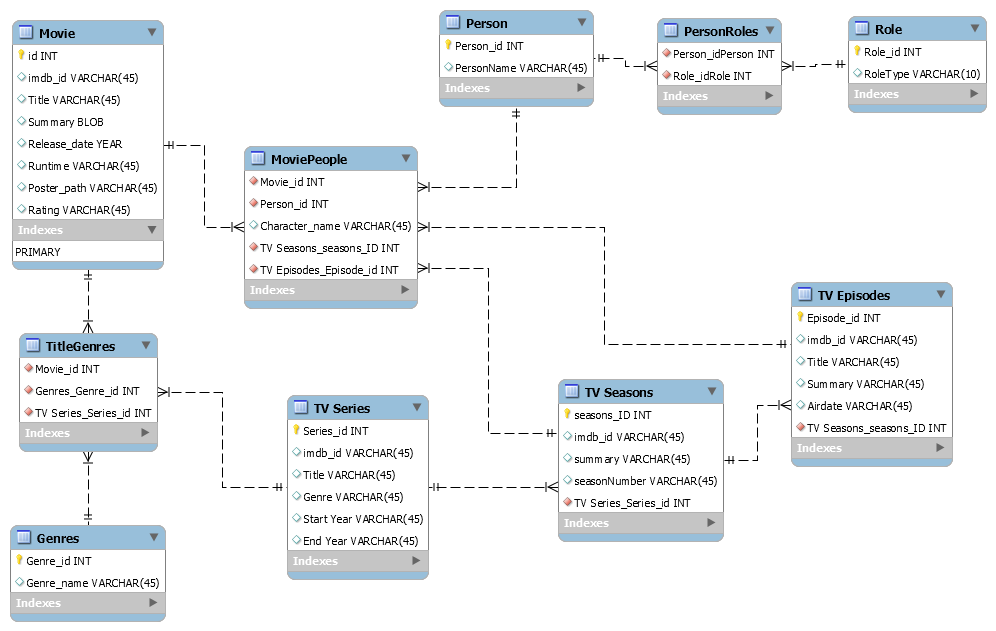 Movie
id INT
imdb_id VARCHAR(45)
Title VARCHAR(45)
Summary BLOB
Release_date YEAR
Runtime VARCHAR(45)
Poster_path VARCHAR(45)
Rating VARCHAR(45)
Indexes
PRIMARY
Person
Person_id INT
PersonName VARCHAR(45)
Indexes
PersonRoles
Person_idPerson INT
Role_idRole INT
Indexes
Role
Role_id INT
RoleType VARCHAR(10)
Indexes
MoviePeople
Movie_id INT
Person_id INT
Character_name VARCHAR(45)
TV Seasons_seasons_ID INT
TV Episodes_Episode_id INT
Indexes
TV Episodes
Episode_id INT
imdb_id VARCHAR(45)
Title VARCHAR(45)
Summary VARCHAR(45)
Airdate VARCHAR(45)
TV Seasons_seasons_ID INT
Indexes
TitleGenres
Movie_id INT
Genres_Genre_id INT
TV Series_Series_id INT
Indexes
TV Series
Series_id INT
imdb_id VARCHAR(45)
Title VARCHAR(45)
Genre VARCHAR(45)
Start Year VARCHAR(45)
End Year VARCHAR(45)
Indexes
TV Seasons
seasons_ID INT
imdb_id VARCHAR(45)
summary VARCHAR(45)
seasonNumber VARCHAR(45)
TV Series_Series_id INT
Indexes
Genres
Genre_id INT
Genre_name VARCHAR(45)
Indexes